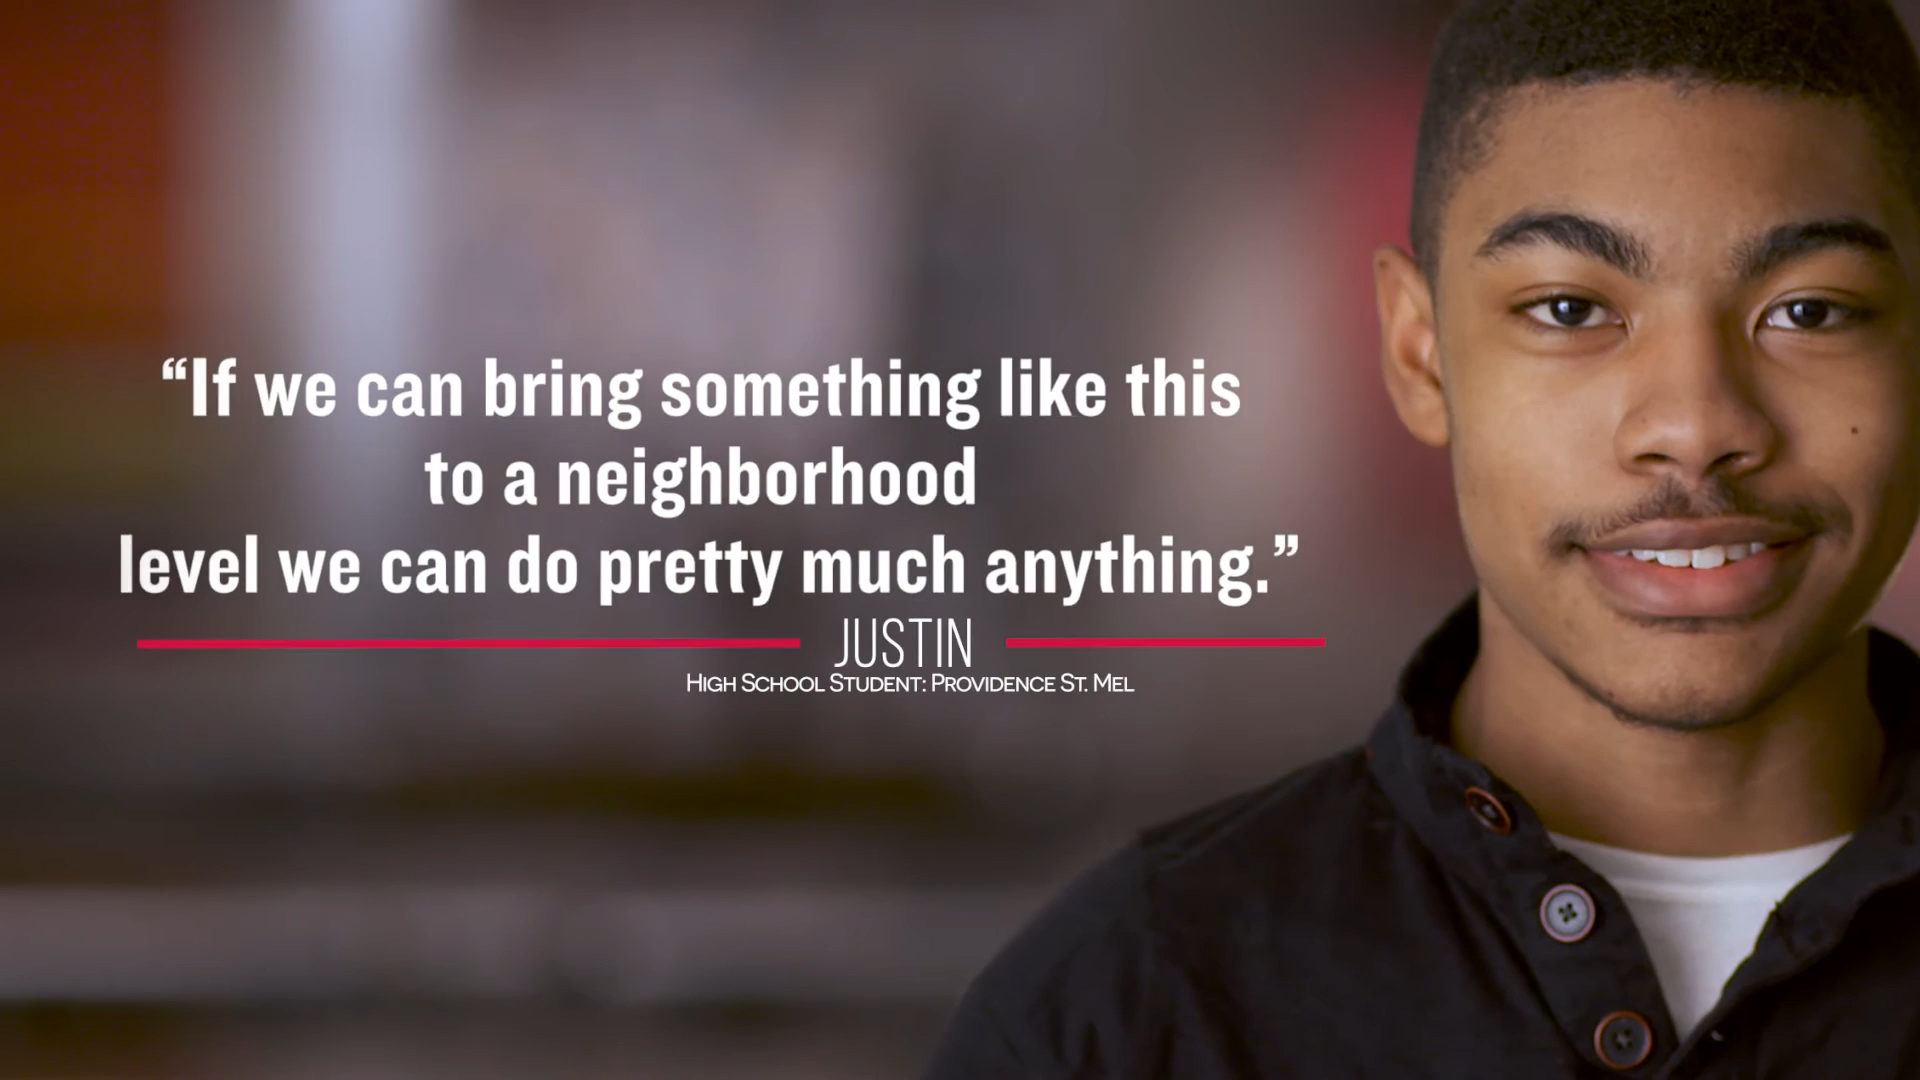 “If we can bring something like this
to a neighborhood
level we can do pretty much anything.”
JUSTIN
HIGH SCHOOL STUDENT: PROVIDENCE ST. MEL